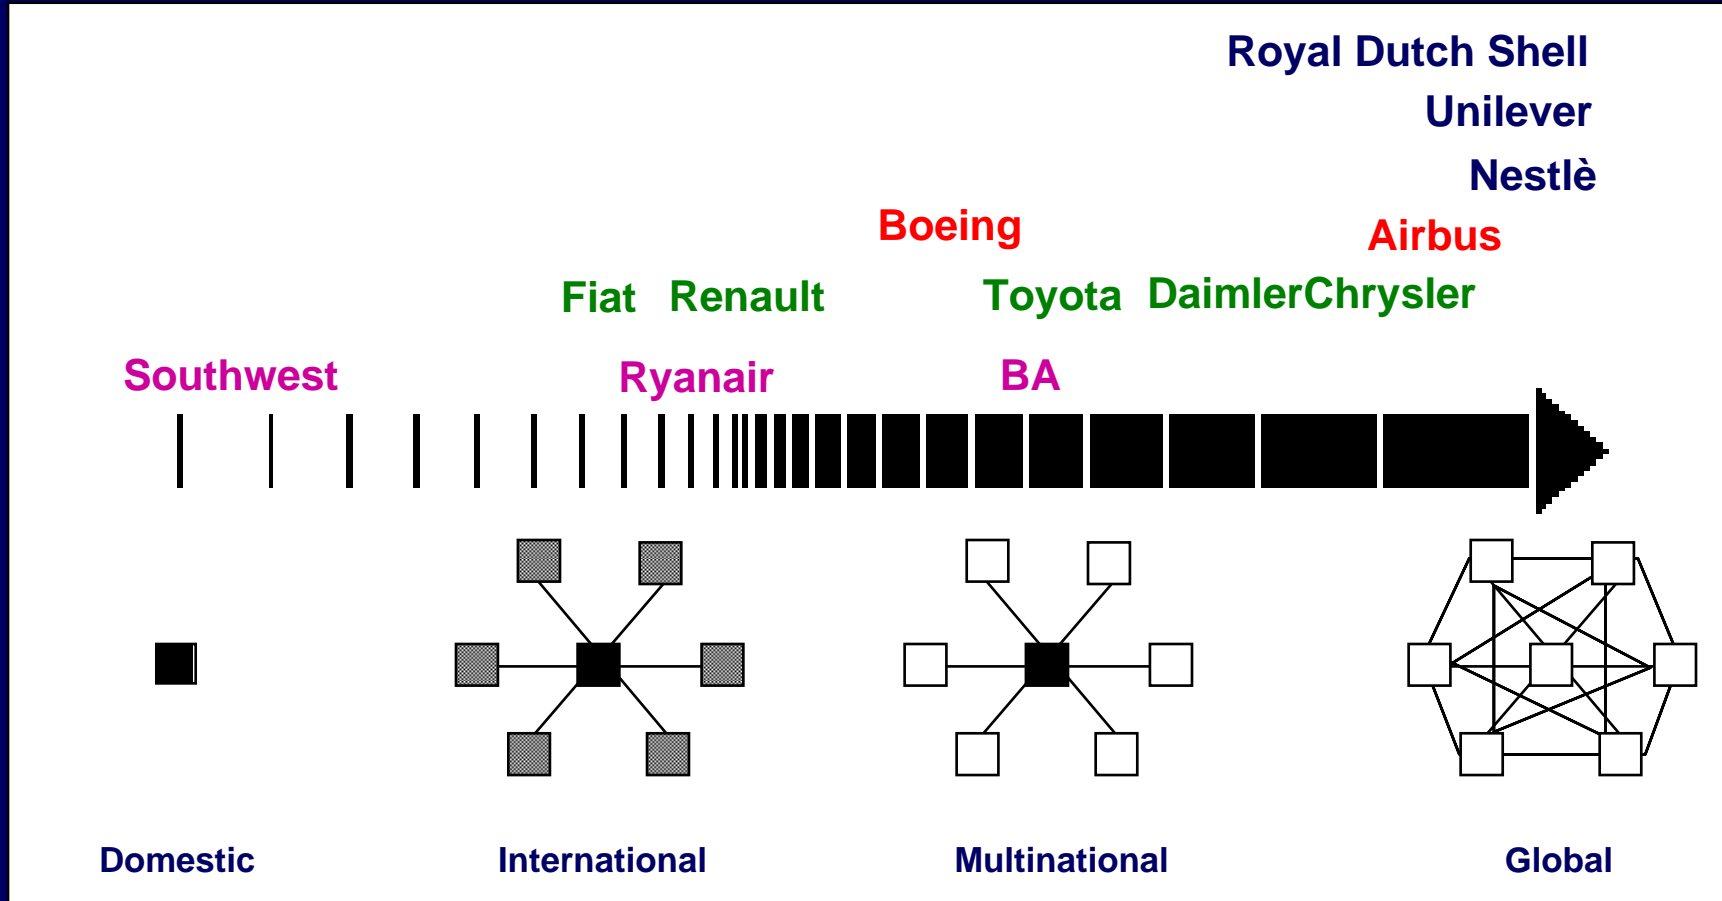 Royal Dutch Shell
Unilever
Nestlè
Boeing
Airbus
Fiat Renault Toyota DaimlerChrysler
Southwest Ryanair BA
Domestic International Multinational Global